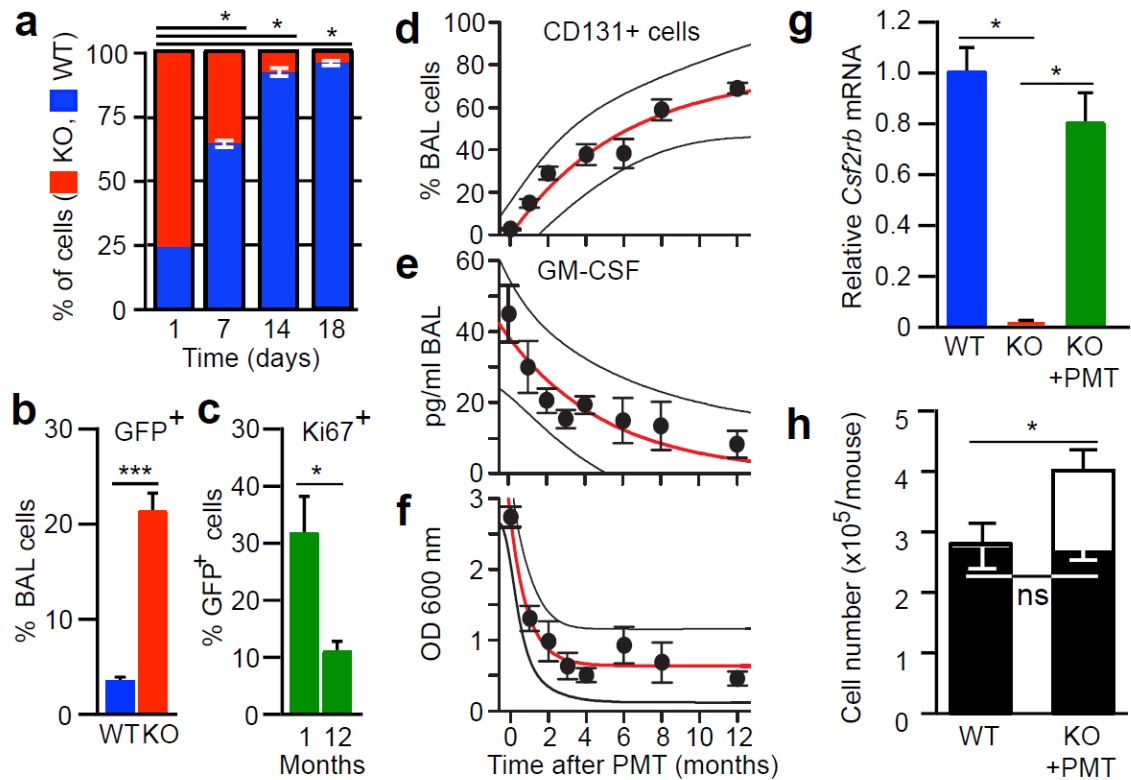 a
% of cells (KO, WT)
100
75
50
25
0
*
*
*
1 7 14 18
Time (days)
b
GFP+
***
% BAL cells
30
20
10
0
WT KO
c
Ki67+
*
% GFP+ cells
50
40
30
20
10
0
1 12
Months
d
CD131+ cells
% BAL cells
100
80
60
40
20
0
e
GM-CSF
pg/ml BAL
60
40
20
0
f
OD 600 nm
3
2
1
0
0 2 4 6 8 10 12
Time after PMT (months)
g
Relative Csf2rb mRNA
1.2
1.0
0.8
0.6
0.4
0.2
0
*
*
WT KO KO
+PMT
h
Cell number (x10⁵/mouse)
5
4
3
2
1
0
*
ns
WT KO
+PMT